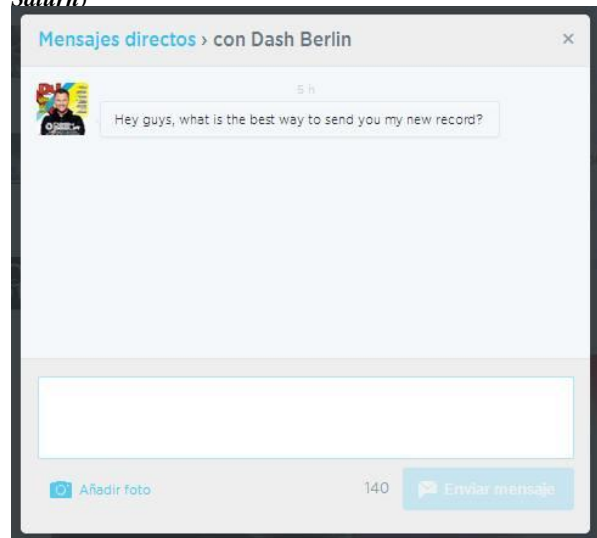 Saturn)
Mensajes directos › con Dash Berlin
×
5 h
Hey guys, what is the best way to send you my new record?
Añadir foto
140
Enviar mensaje